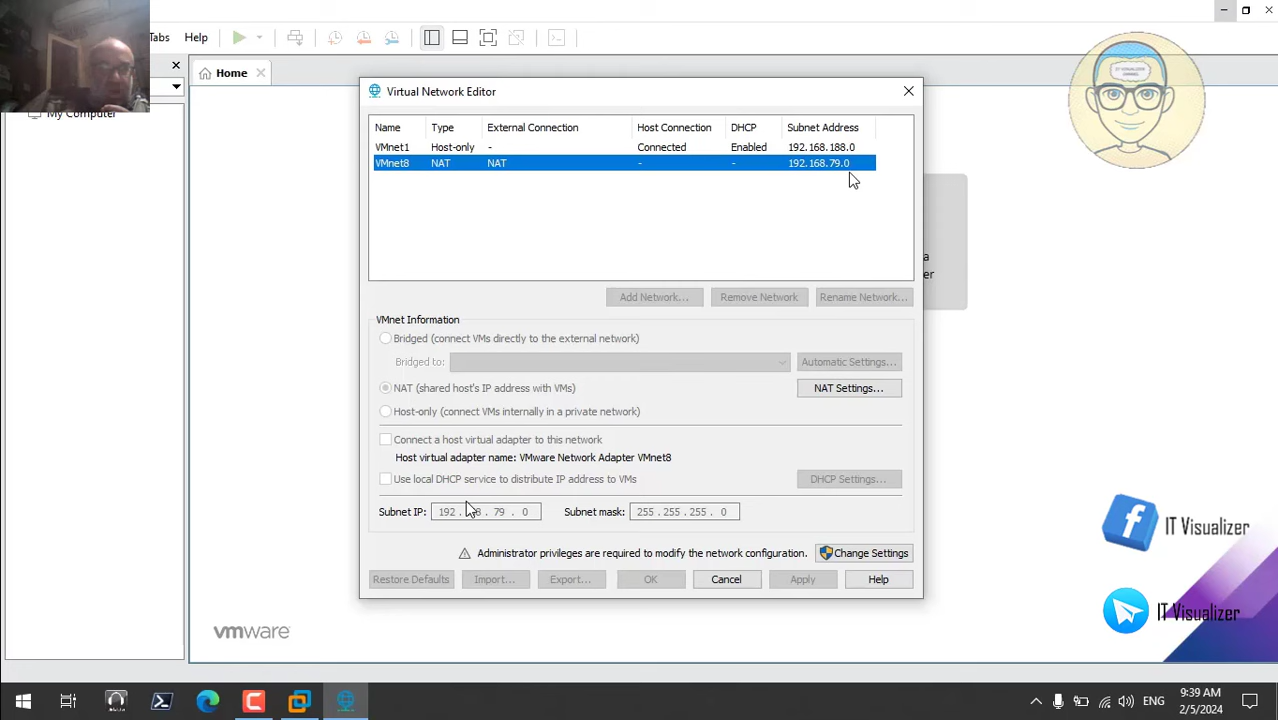 Tabs Help
Home
My Computer
IT VISUALIZER
Virtual Network Editor
Name Type External Connection Host Connection DHCP Subnet Address
VMnet1 Host-only - Connected Enabled 192.168.188.0
VMnet8 NAT NAT - - 192.168.79.0
a
er
Add Network... Remove Network Rename Network...
VMnet Information
Bridged (connect VMs directly to the external network)
Bridged to: Automatic Settings...
NAT (shared host's IP address with VMs) NAT Settings...
Host-only (connect VMs internally in a private network)
Connect a host virtual adapter to this network
Host virtual adapter name: VMware Network Adapter VMnet8
Use local DHCP service to distribute IP address to VMs DHCP Settings...
Subnet IP: 192 . 8 . 79 . 0 Subnet mask: 255 . 255 . 255 . 0
Administrator privileges are required to modify the network configuration. Change Settings
Restore Defaults Import... Export... OK Cancel Apply Help
IT Visualizer
IT Visualizer
vmware
ENG
9:39 AM
2/5/2024